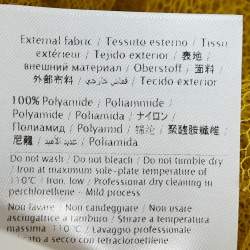 External fabric / Tessuto esterno / Tissu
extérieur / Tejido exterior / 表地 /
внешний материал / Oberstoff / 面料 /
外部布料 / قماش خارجي / Tecido exterior
100% Polyamide / Poliammide /
Polyamide / Poliamida / ナイロン /
Полиамид / Polyamid / 锦纶 / 聚醯胺纖維 /
尼龍 / / Poliamida
Do not wash / Do not bleach / Do not tumble dry
/ Iron at maximum sole-plate temperature of
110°C / Iron, low / Professional dry cleaning in
perchloroethene - Mild process
Non lavare / Non candeggiare / Non usare
asciugatrice a tamburo / Stirare a temperatura
massima 110 °C / Lavaggio professionale
a secco con tetracloroetilene